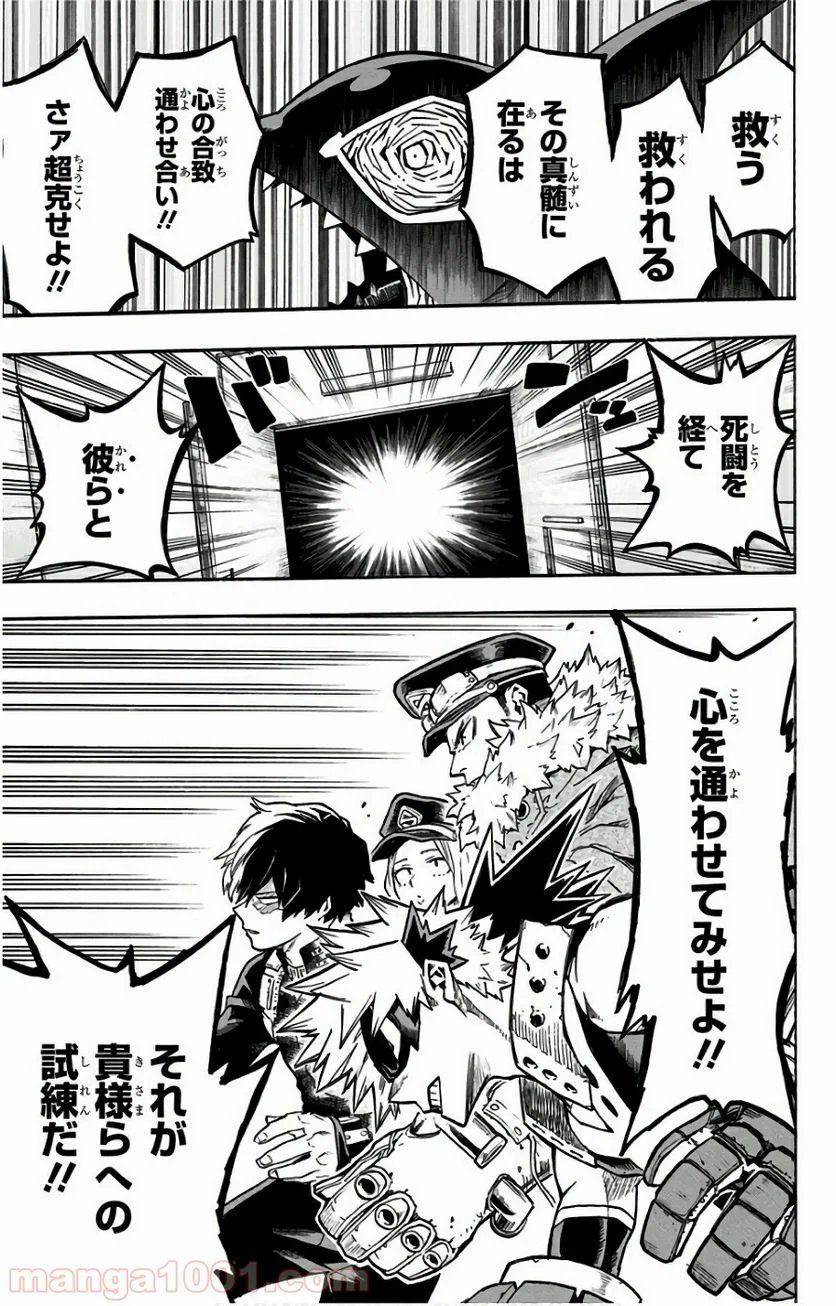 救う
救われる
その真髄に
在るは
心の合致
通わせ合い!!
さァ超克せよ!!
死闘を
経て
バッ
バン
彼らと
心を通わせてみせよ!!
それが
貴様らへの
試練だ!!
manga1001.com